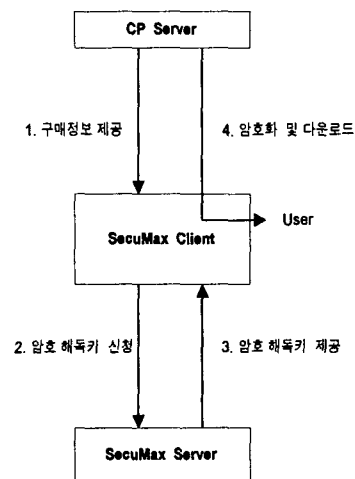 CP Server
1. 구매정보 제공
4. 암호화 및 다운로드
User
SecuMax Client
2. 암호 해독키 신청
3. 암호 해독키 제공
SecuMax Server